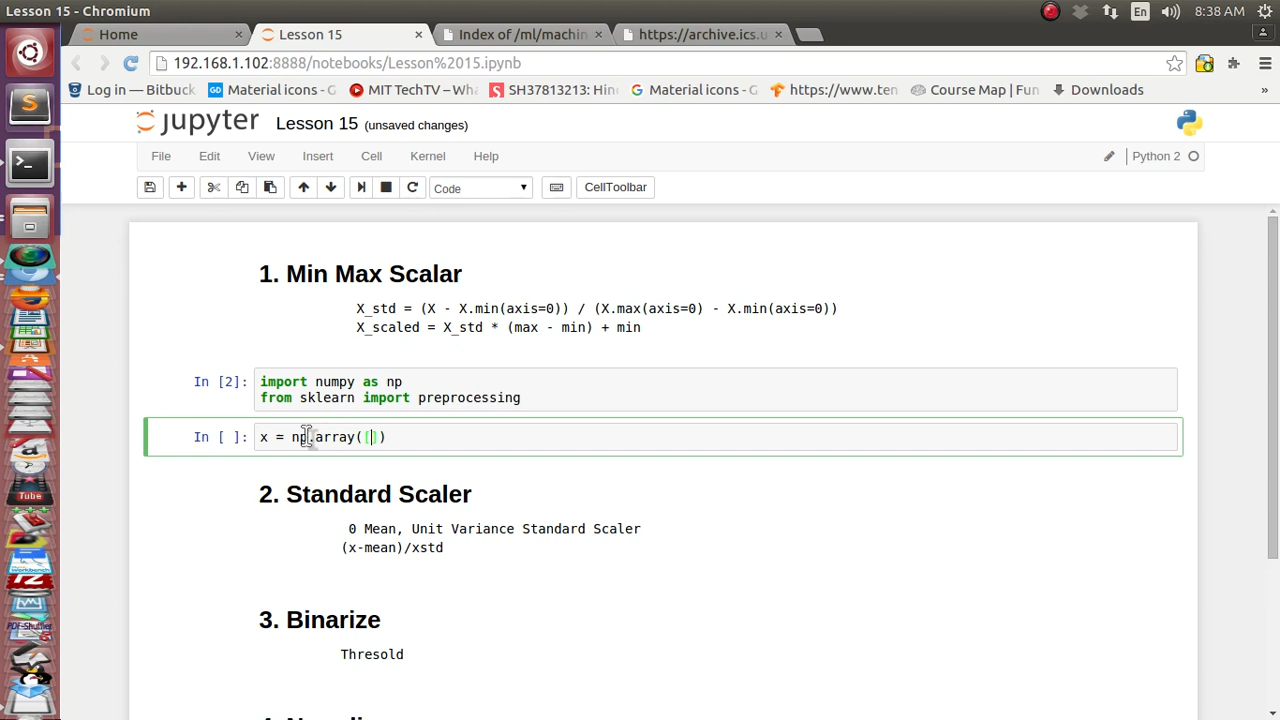 Lesson 15 - Chromium
En
8:38 AM
Home
Lesson 15
Index of /ml/machin
https://archive.ics.u
192.168.1.102:8888/notebooks/Lesson%2015.ipynb
Log in — Bitbuck
GD Material icons - G
MIT TechTV – Wha
SH37813213: Hin
Material icons - G
https://www.ten
Course Map | Fun
Downloads
»
jupyter
Lesson 15 (unsaved changes)
File Edit View Insert Cell Kernel Help
Python 2
Code
CellToolbar
1. Min Max Scalar
X_std = (X - X.min(axis=0)) / (X.max(axis=0) - X.min(axis=0))
X_scaled = X_std * (max - min) + min
In [2]: import numpy as np
from sklearn import preprocessing
In [ ]: x = np.array([])
2. Standard Scaler
0 Mean, Unit Variance Standard Scaler
(x-mean)/xstd
3. Binarize
Thresold